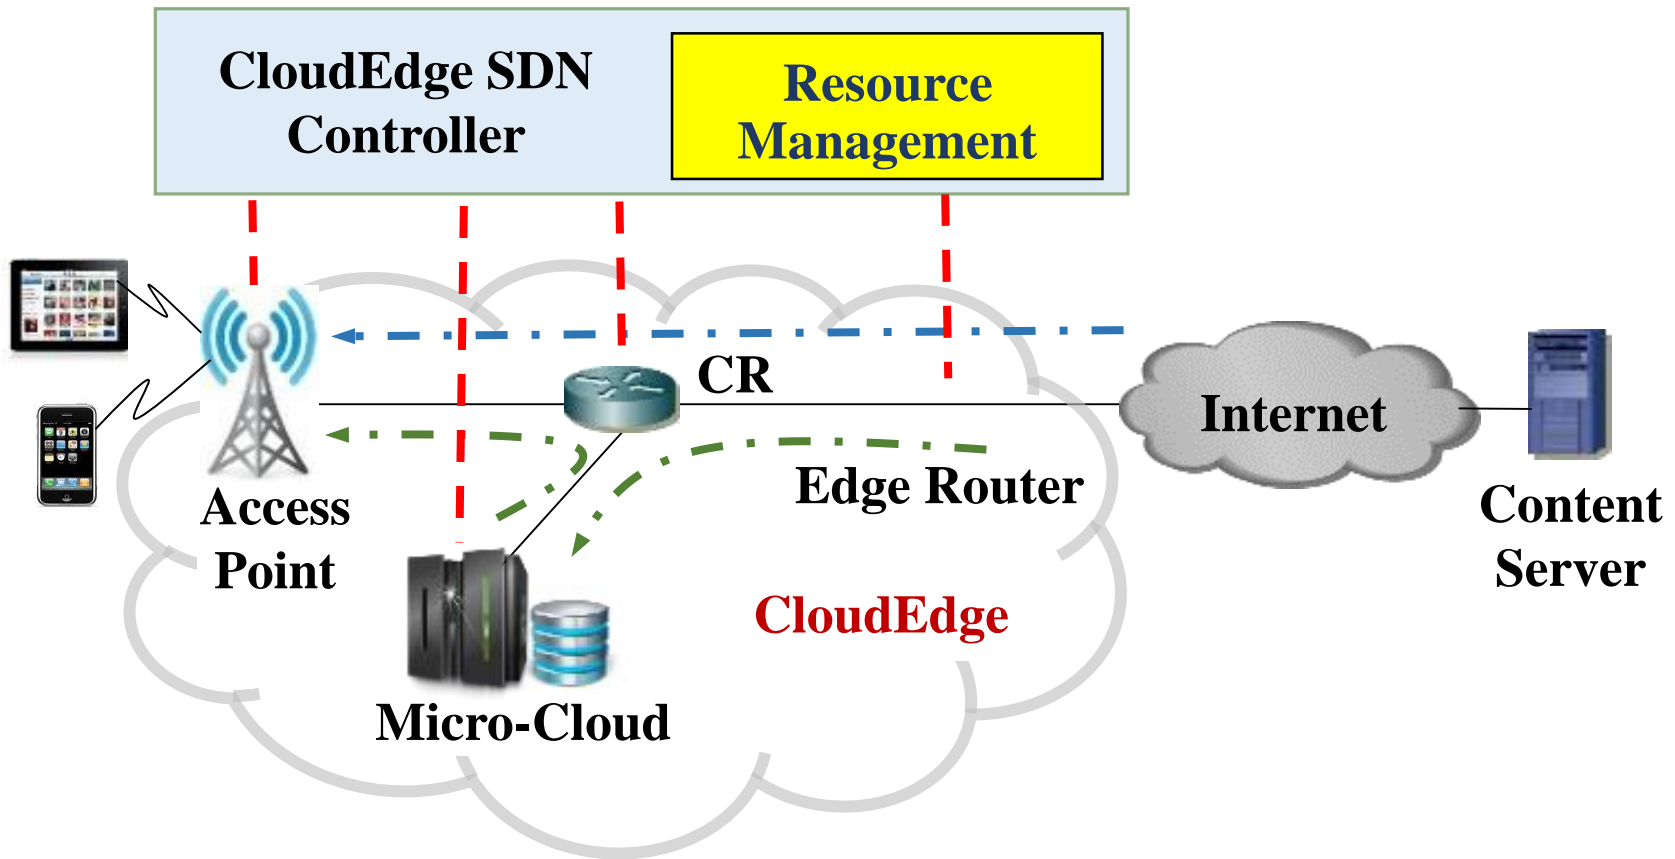 CloudEdge SDN
Controller
Resource
Management
CR
Internet
Edge Router
Access
Point
Content
Server
CloudEdge
Micro-Cloud